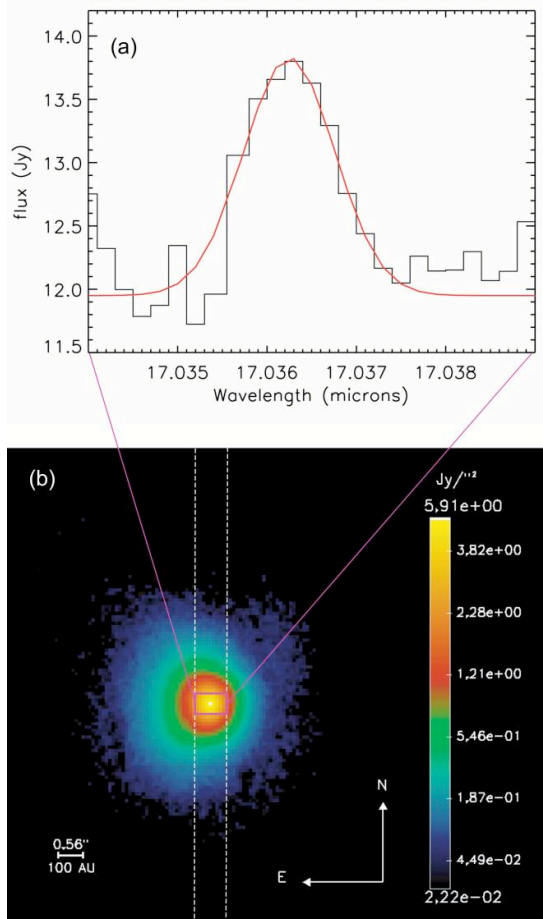 (a)
14.0
13.5
13.0
12.5
12.0
11.5
flux (Jy)
17.035 17.036 17.037 17.038
Wavelength (microns)
(b)
Jy/"²
5,91e+00
3,82e+00
2,28e+00
1,21e+00
5,46e-01
1,87e-01
4,49e-02
2,22e-02
N
E
0.56"
100 AU